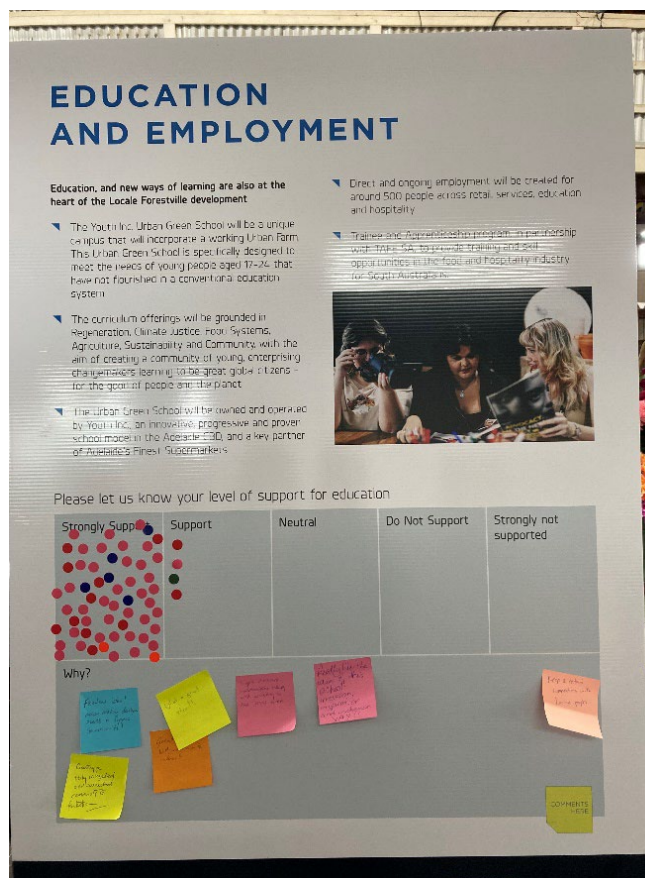 EDUCATION
AND EMPLOYMENT
Education, and new ways of learning are also at the
heart of the Locale Forestville development
The Youth Inc. Urban Green School will be a unique
campus that will incorporate a working Urban Farm.
This Urban Green School is specifically designed to
meet the needs of young people aged 17-24 that
have not flourished in a conventional education
system
The curriculum offerings will be grounded in
Regeneration, Climate Justice, Food Systems,
Agriculture, Sustainability and Community, with the
aim of creating a community of young, enterprising
changemakers learning to be great global citizens -
for the good of people and the planet
The Urban Green School will be owned and operated
by Youth Inc., an innovative, progressive and proven
school model in the Adelaide CBD, and a key partner
of Adelaide's Finest Supermarkets
Direct and ongoing employment will be created for
around 500 people across retail, services, education
and hospitality
Trainee and Apprenticeship program in partnership
with TAFE SA, to provide training and skill
opportunities in the food and hospitality industry
for South Australians
Please let us know your level of support for education
Strongly Support
Support
Neutral
Do Not Support
Strongly not
supported
Why?
COMMENTS
HERE